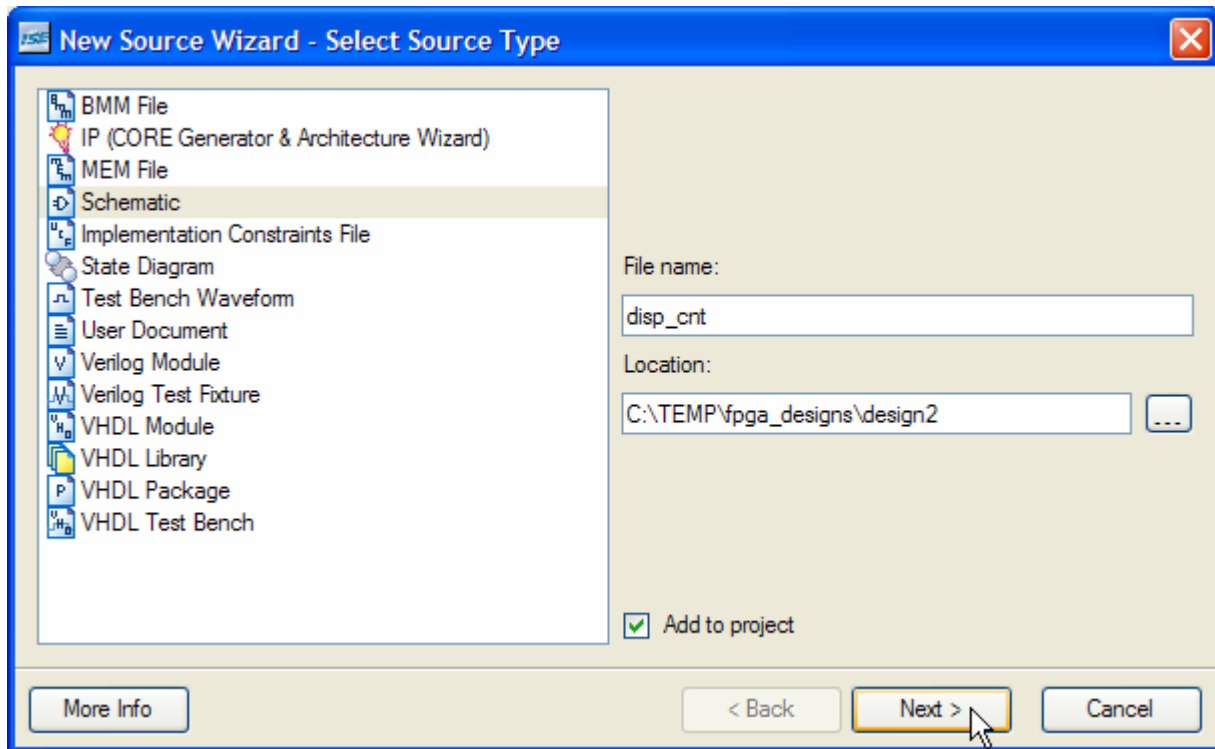 ISE New Source Wizard - Select Source Type
BMM File
IP (CORE Generator & Architecture Wizard)
MEM File
Schematic
Implementation Constraints File
State Diagram
Test Bench Waveform
User Document
Verilog Module
Verilog Test Fixture
VHDL Module
VHDL Library
VHDL Package
VHDL Test Bench
File name:
disp_cnt
Location:
C:\TEMP\fpga_designs\design2
...
Add to project
More Info
< Back
Next >
Cancel